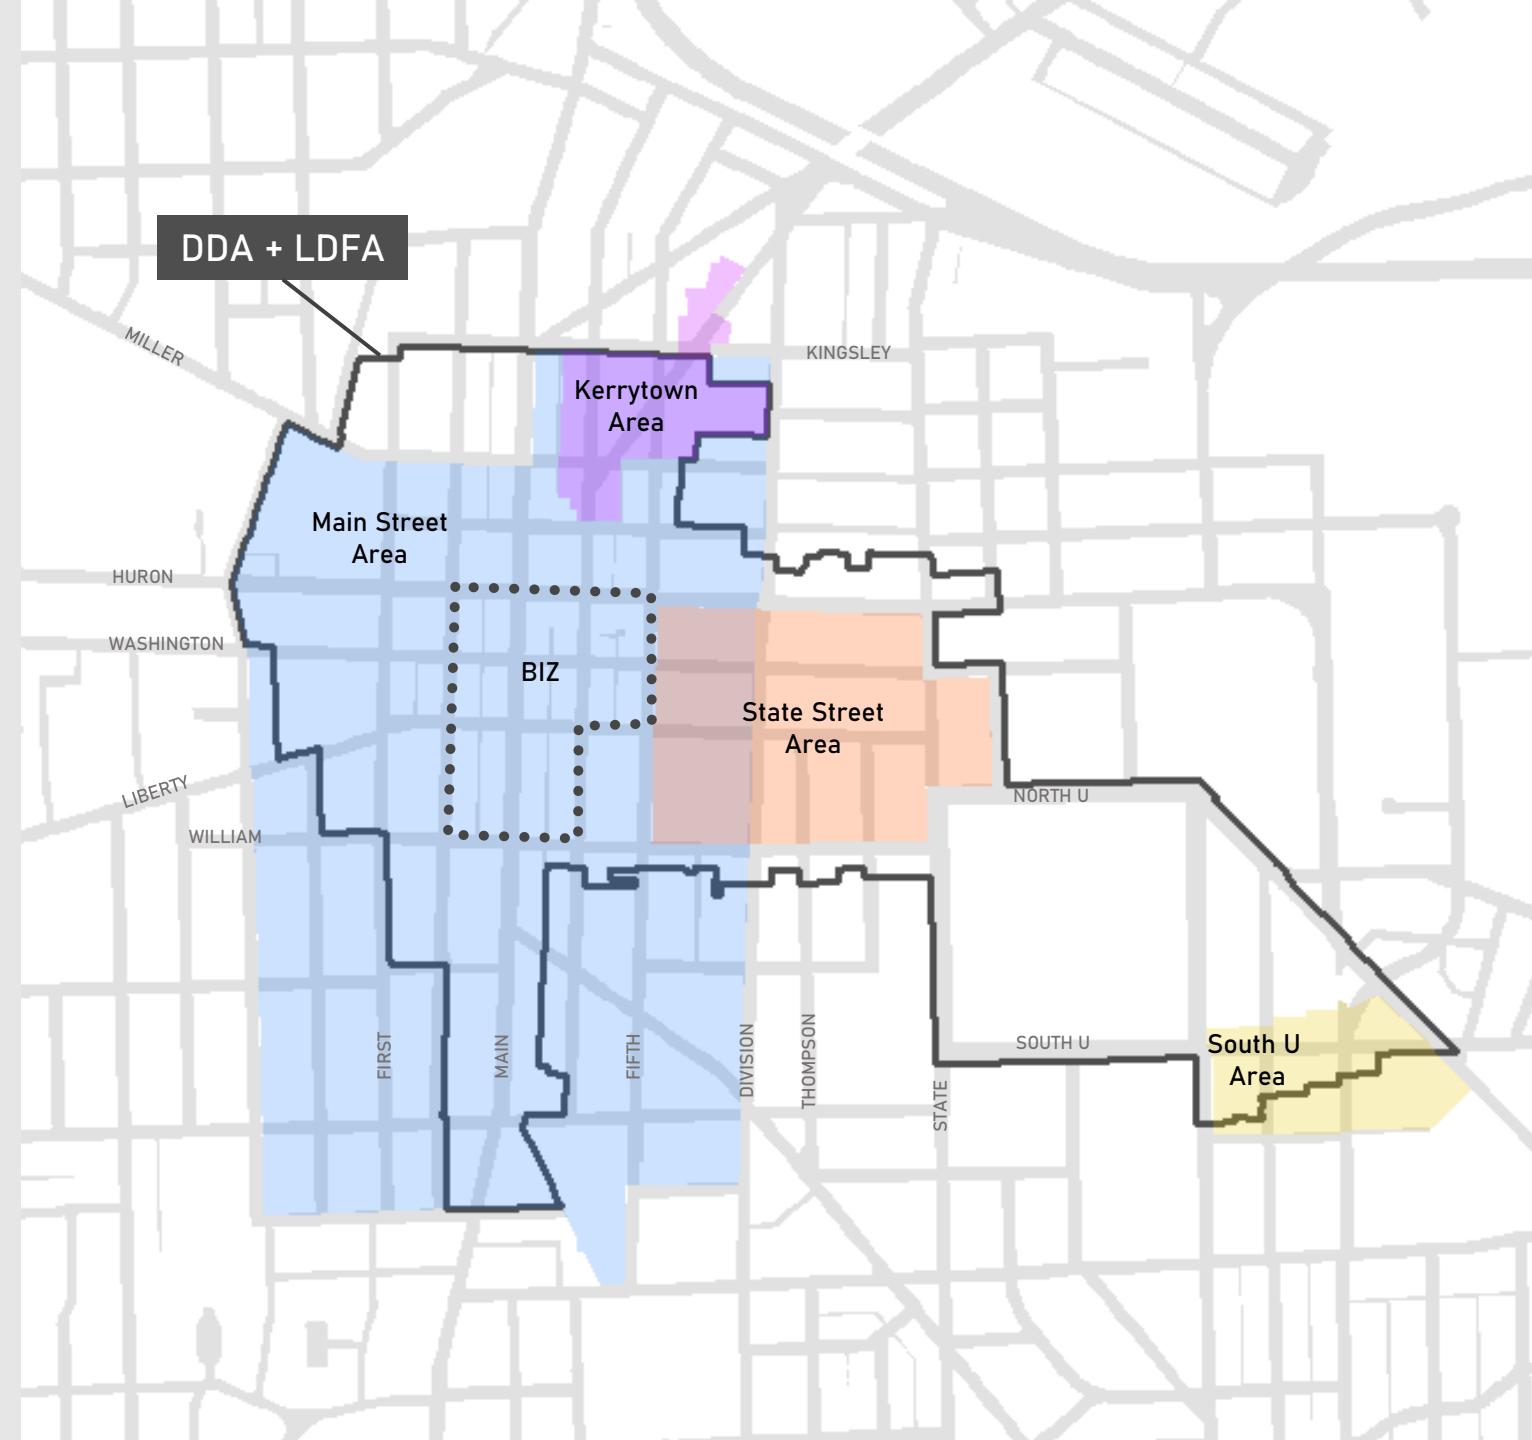 DDA + LDFA
MILLER
KINGSLEY
Kerrytown
Area
Main Street
Area
HURON
WASHINGTON
BIZ
State Street
Area
LIBERTY
NORTH U
WILLIAM
FIRST
MAIN
FIFTH
DIVISION
THOMPSON
STATE
SOUTH U
South U
Area